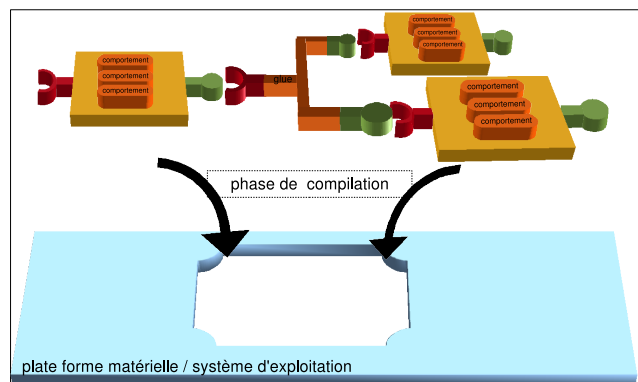 comportement
comportement
comportement
glue
comportement
comportement
comportement
comportement
comportement
comportement
phase de compilation
plate forme matérielle / système d'exploitation